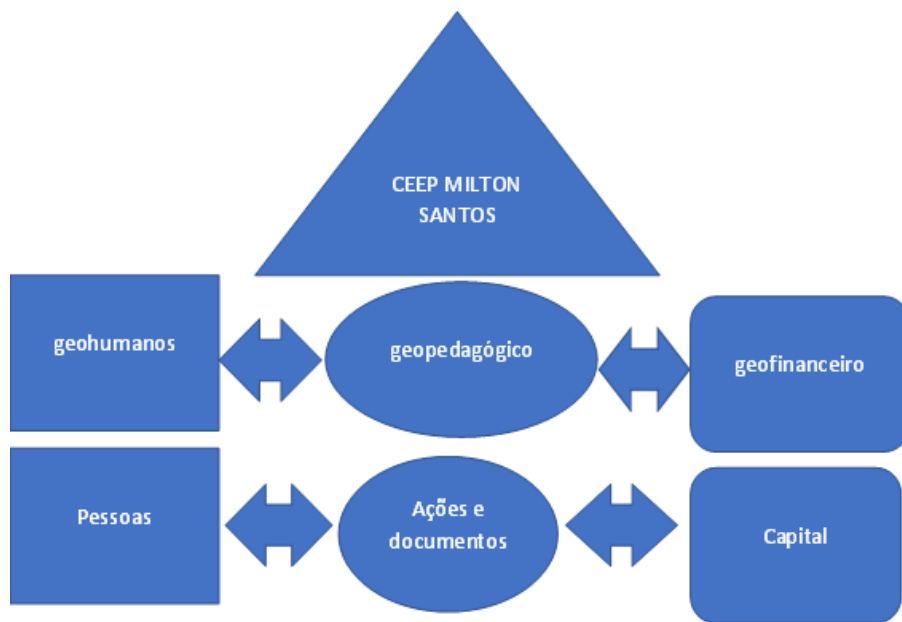 CEEP MILTON
SANTOS
geohumanos
geopedagógico
geofinanceiro
Pessoas
Ações e
documentos
Capital